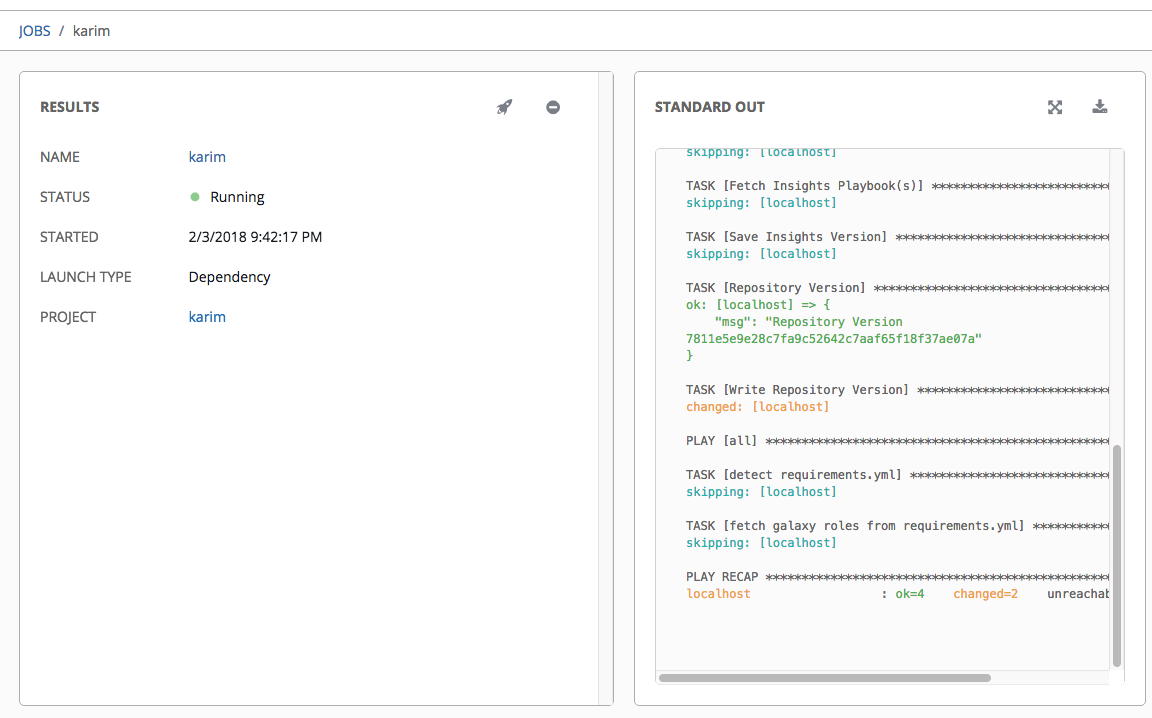 JOBS / karim
RESULTS
NAME karim
STATUS Running
STARTED 2/3/2018 9:42:17 PM
LAUNCH TYPE Dependency
PROJECT karim
STANDARD OUT
skipping: [localhost]
TASK [Fetch Insights Playbook(s)] *************************
skipping: [localhost]
TASK [Save Insights Version] ******************************
skipping: [localhost]
TASK [Repository Version] *********************************
ok: [localhost] => {
"msg": "Repository Version
7811e5e9e28c7fa9c52642c7aaf65f18f37ae07a"
}
TASK [Write Repository Version] ***************************
changed: [localhost]
PLAY [all] ************************************************
TASK [detect requirements.yml] ****************************
skipping: [localhost]
TASK [fetch galaxy roles from requirements.yml] ***********
skipping: [localhost]
PLAY RECAP ************************************************
localhost : ok=4 changed=2 unreachab